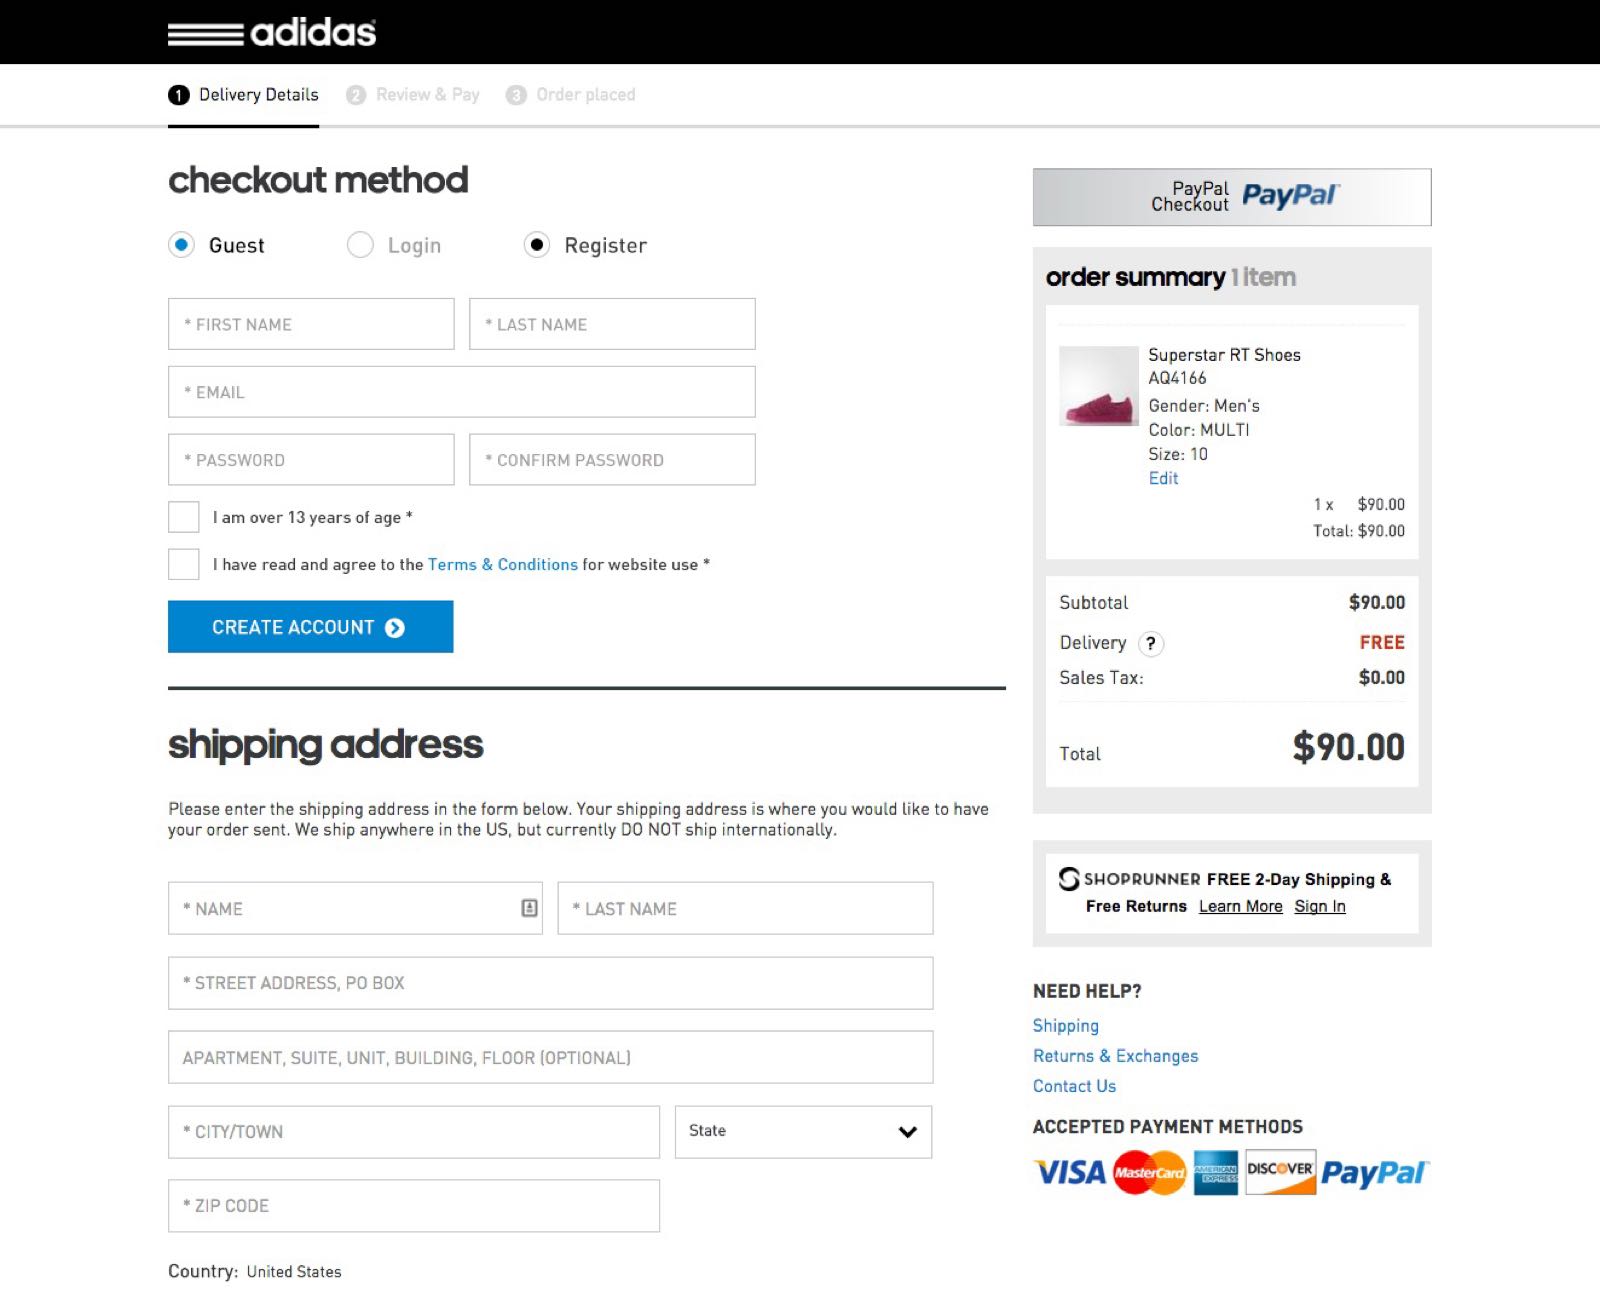 adidas
1 Delivery Details 2 Review & Pay 3 Order placed
checkout method
Guest Login Register
* FIRST NAME * LAST NAME
* EMAIL
* PASSWORD * CONFIRM PASSWORD
I am over 13 years of age *
I have read and agree to the Terms & Conditions for website use *
CREATE ACCOUNT
shipping address
Please enter the shipping address in the form below. Your shipping address is where you would like to have
your order sent. We ship anywhere in the US, but currently DO NOT ship internationally.
* NAME * LAST NAME
* STREET ADDRESS, PO BOX
APARTMENT, SUITE, UNIT, BUILDING, FLOOR (OPTIONAL)
* CITY/TOWN State
* ZIP CODE
Country: United States
PayPal
Checkout PayPal
order summary 1 item
Superstar RT Shoes
AQ4166
Gender: Men's
Color: MULTI
Size: 10
Edit
1 x $90.00
Total: $90.00
Subtotal $90.00
Delivery ? FREE
Sales Tax: $0.00
Total $90.00
SHOPRUNNER FREE 2-Day Shipping &
Free Returns Learn More Sign In
NEED HELP?
Shipping
Returns & Exchanges
Contact Us
ACCEPTED PAYMENT METHODS
VISA MasterCard AMERICAN EXPRESS DISCOVER PayPal